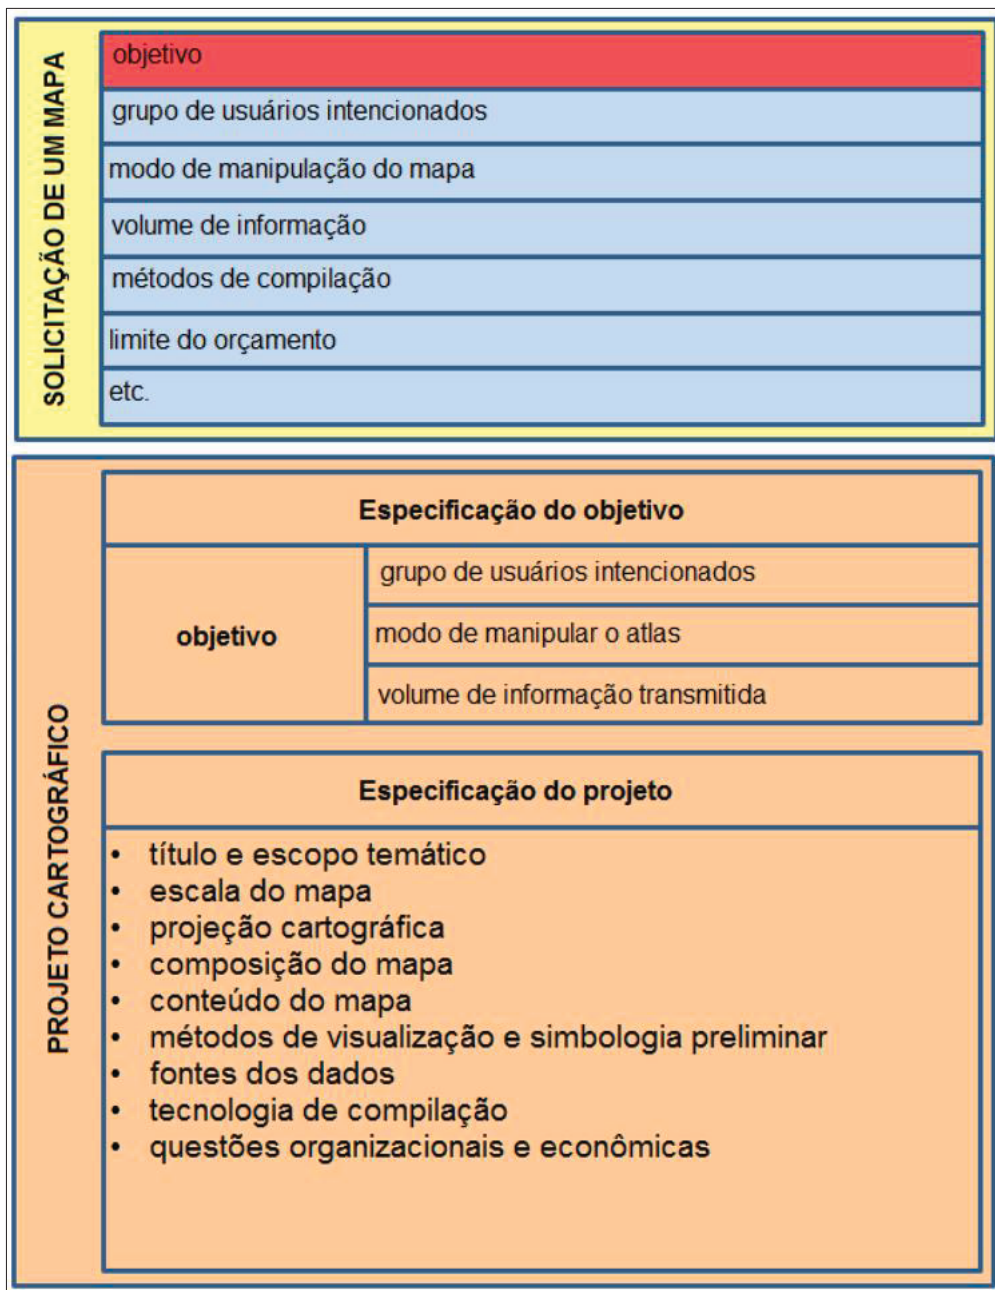 SOLICITAÇÃO DE UM MAPA
objetivo
grupo de usuários intencionados
modo de manipulação do mapa
volume de informação
métodos de compilação
limite do orçamento
etc.
PROJETO CARTOGRÁFICO
Especificação do objetivo
objetivo
grupo de usuários intencionados
modo de manipular o atlas
volume de informação transmitida
Especificação do projeto
• título e escopo temático
• escala do mapa
• projeção cartográfica
• composição do mapa
• conteúdo do mapa
• métodos de visualização e simbologia preliminar
• fontes dos dados
• tecnologia de compilação
• questões organizacionais e econômicas